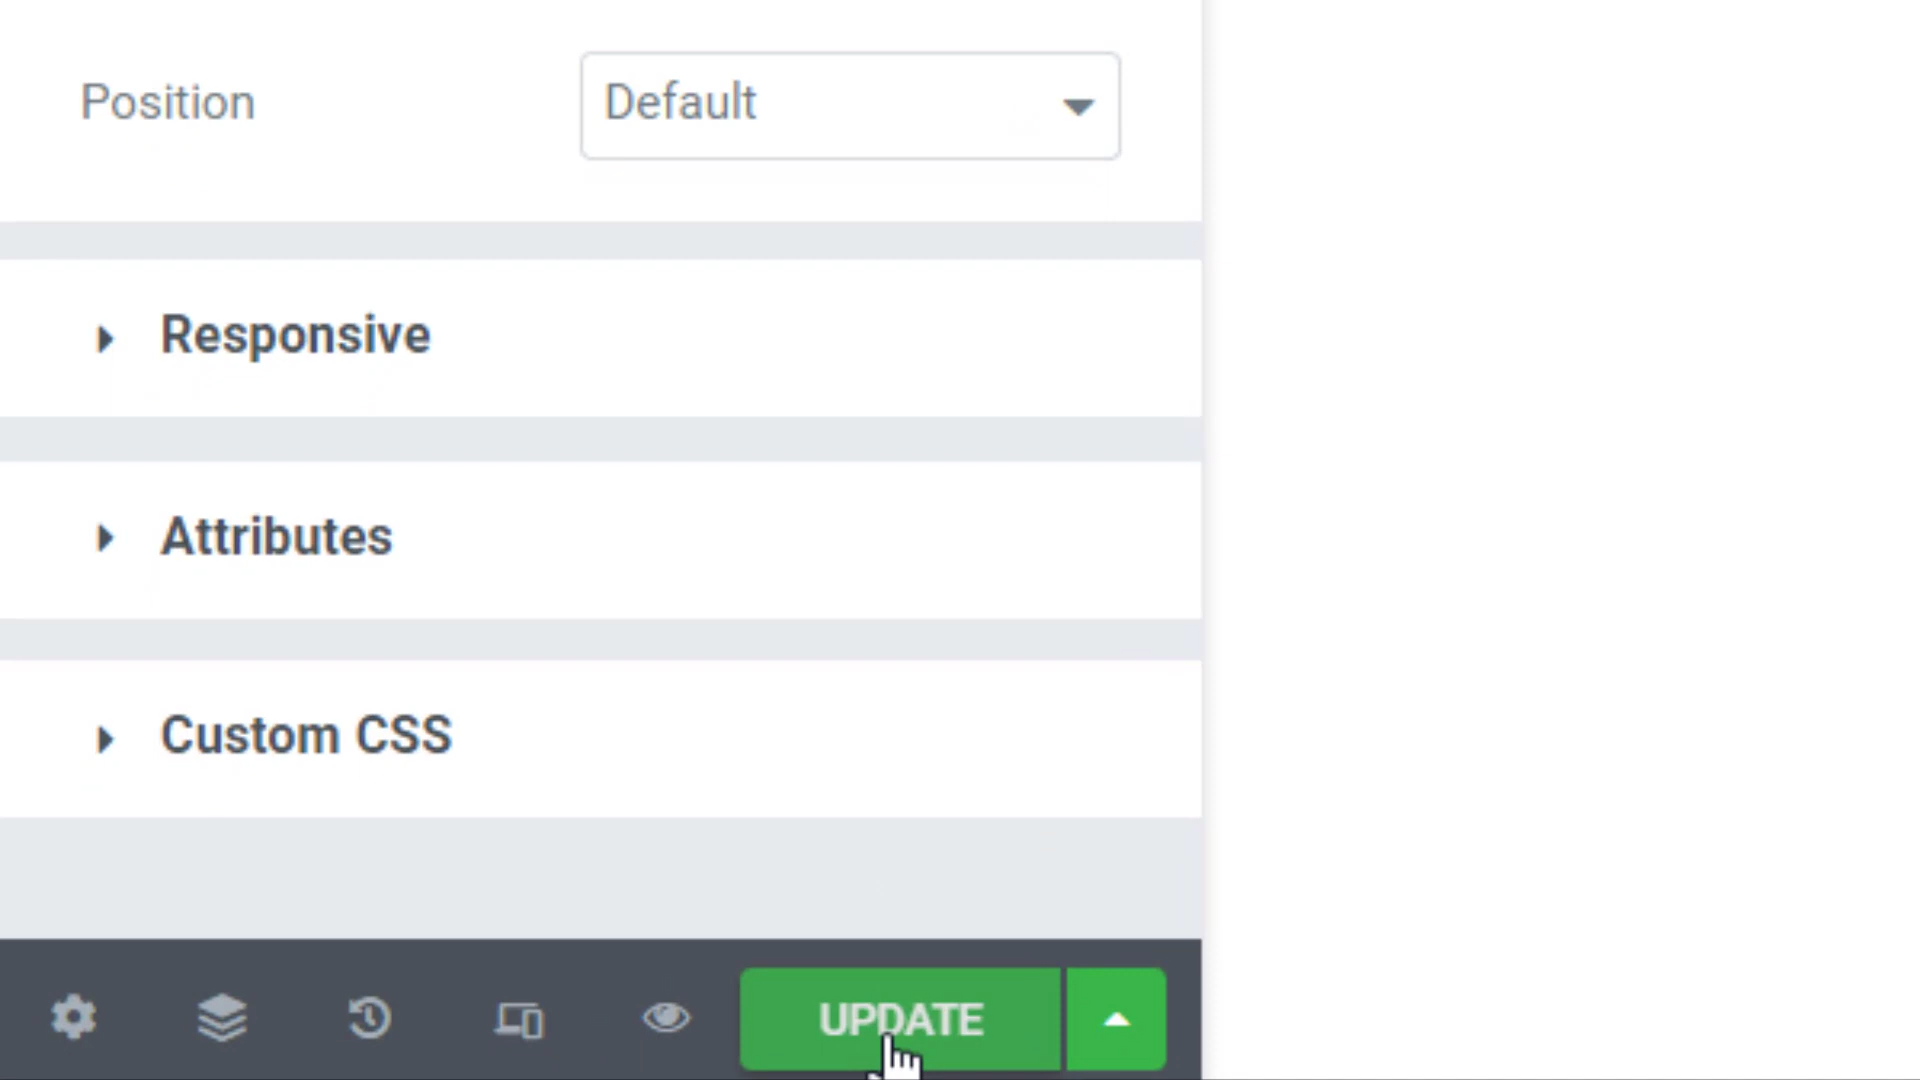 Position
Default
Responsive
Attributes
Custom CSS
UPDATE